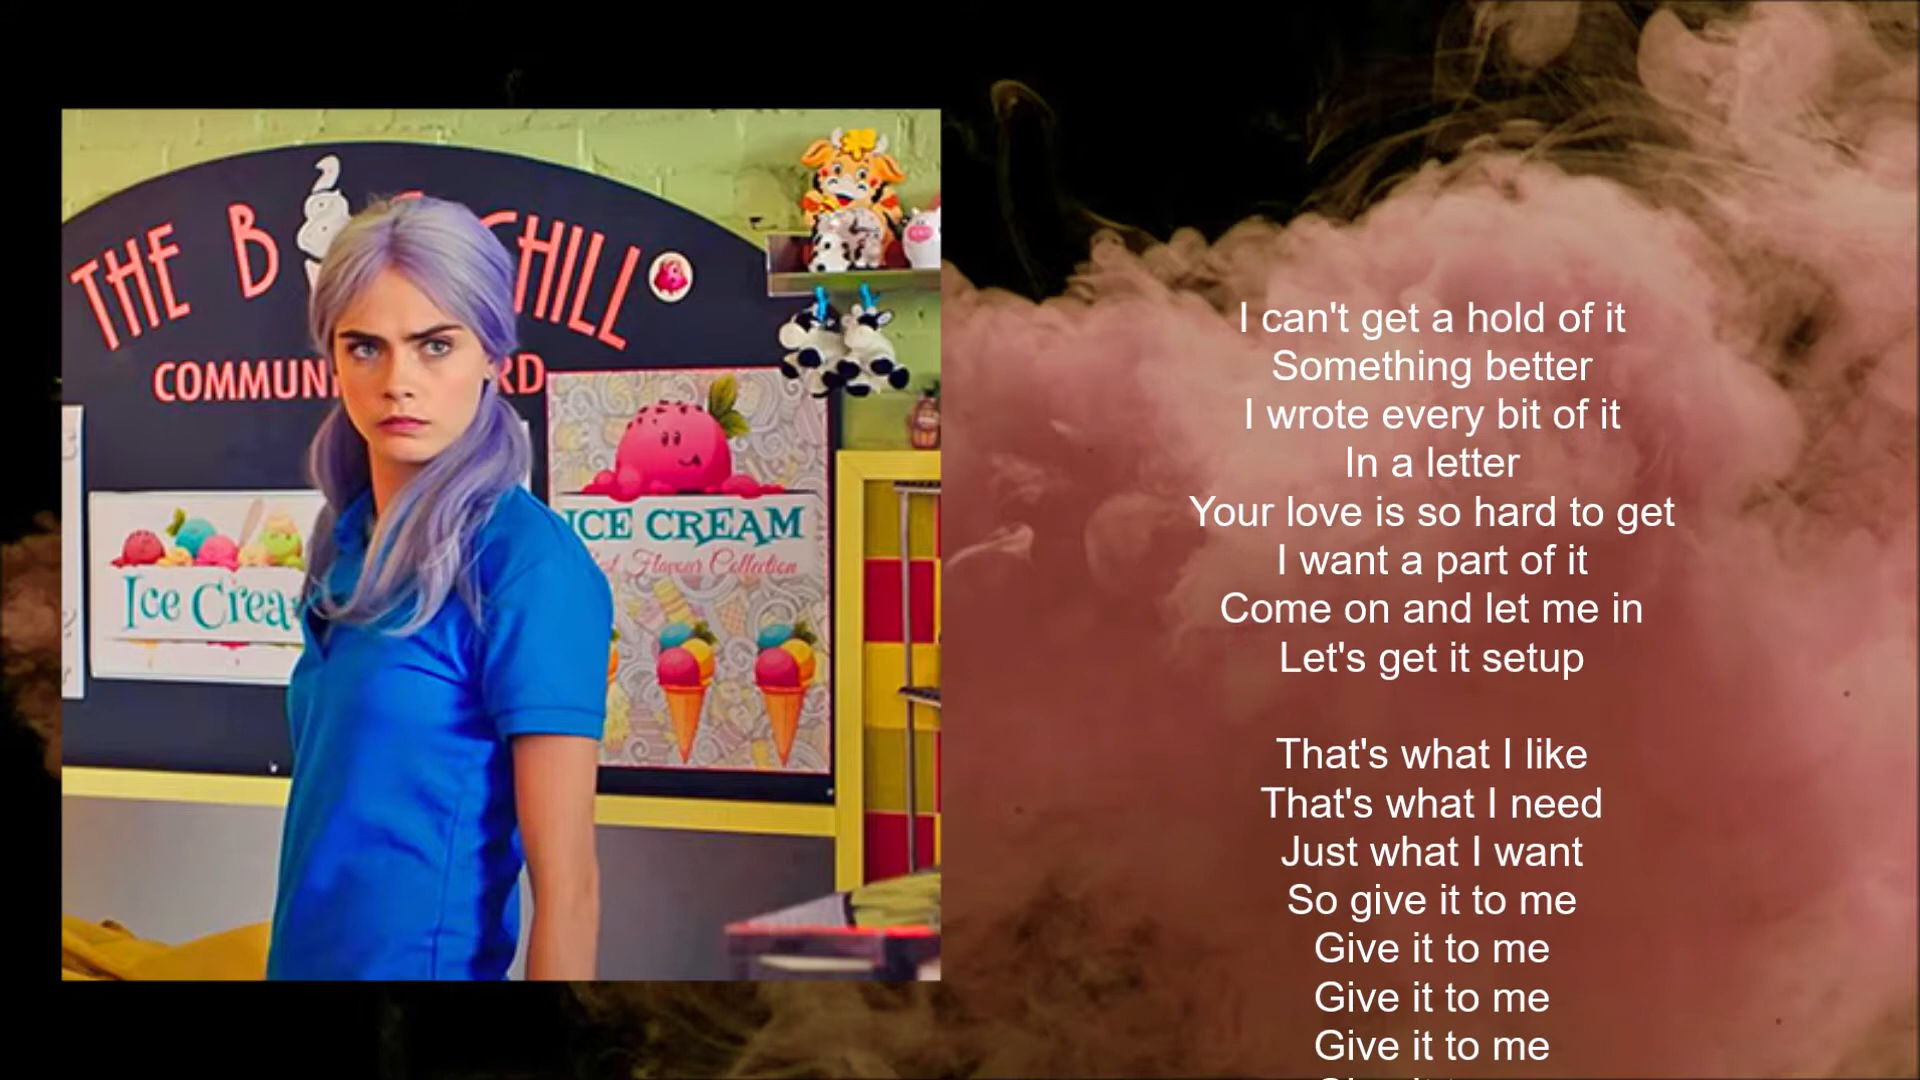 THE B CHILL
COMMUN RD
ICE CREAM
Flavour Collection
Ice Crea
I can't get a hold of it
Something better
I wrote every bit of it
In a letter
Your love is so hard to get
I want a part of it
Come on and let me in
Let's get it setup
That's what I like
That's what I need
Just what I want
So give it to me
Give it to me
Give it to me
Give it to me